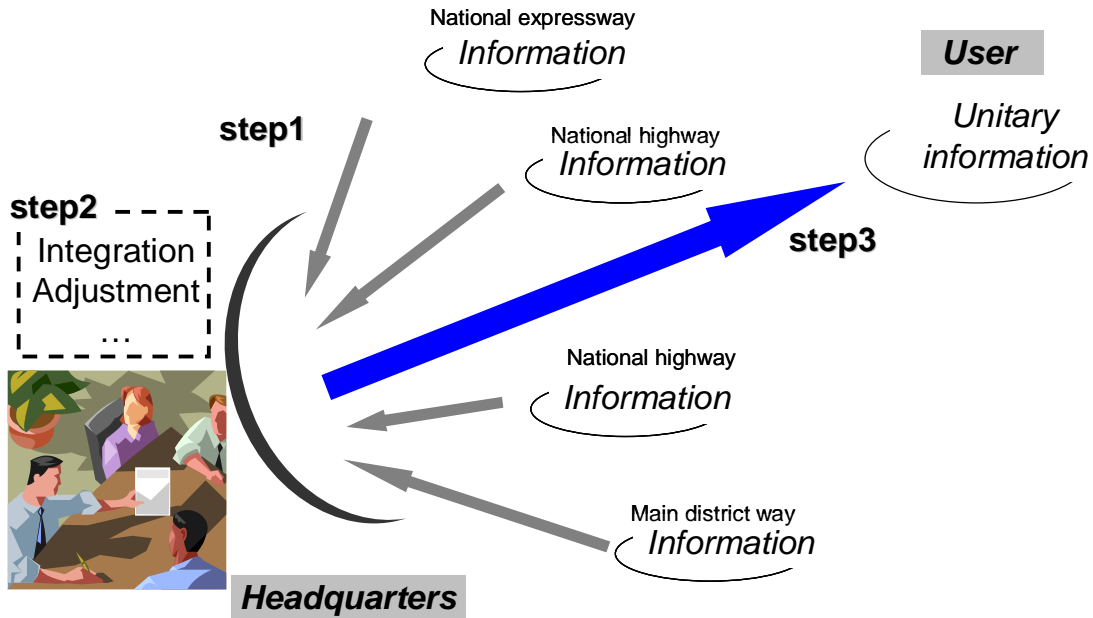 National expressway
Information
User
step1
Unitary
information
National highway
Information
step2
Integration
Adjustment
...
step3
National highway
Information
Main district way
Information
Headquarters